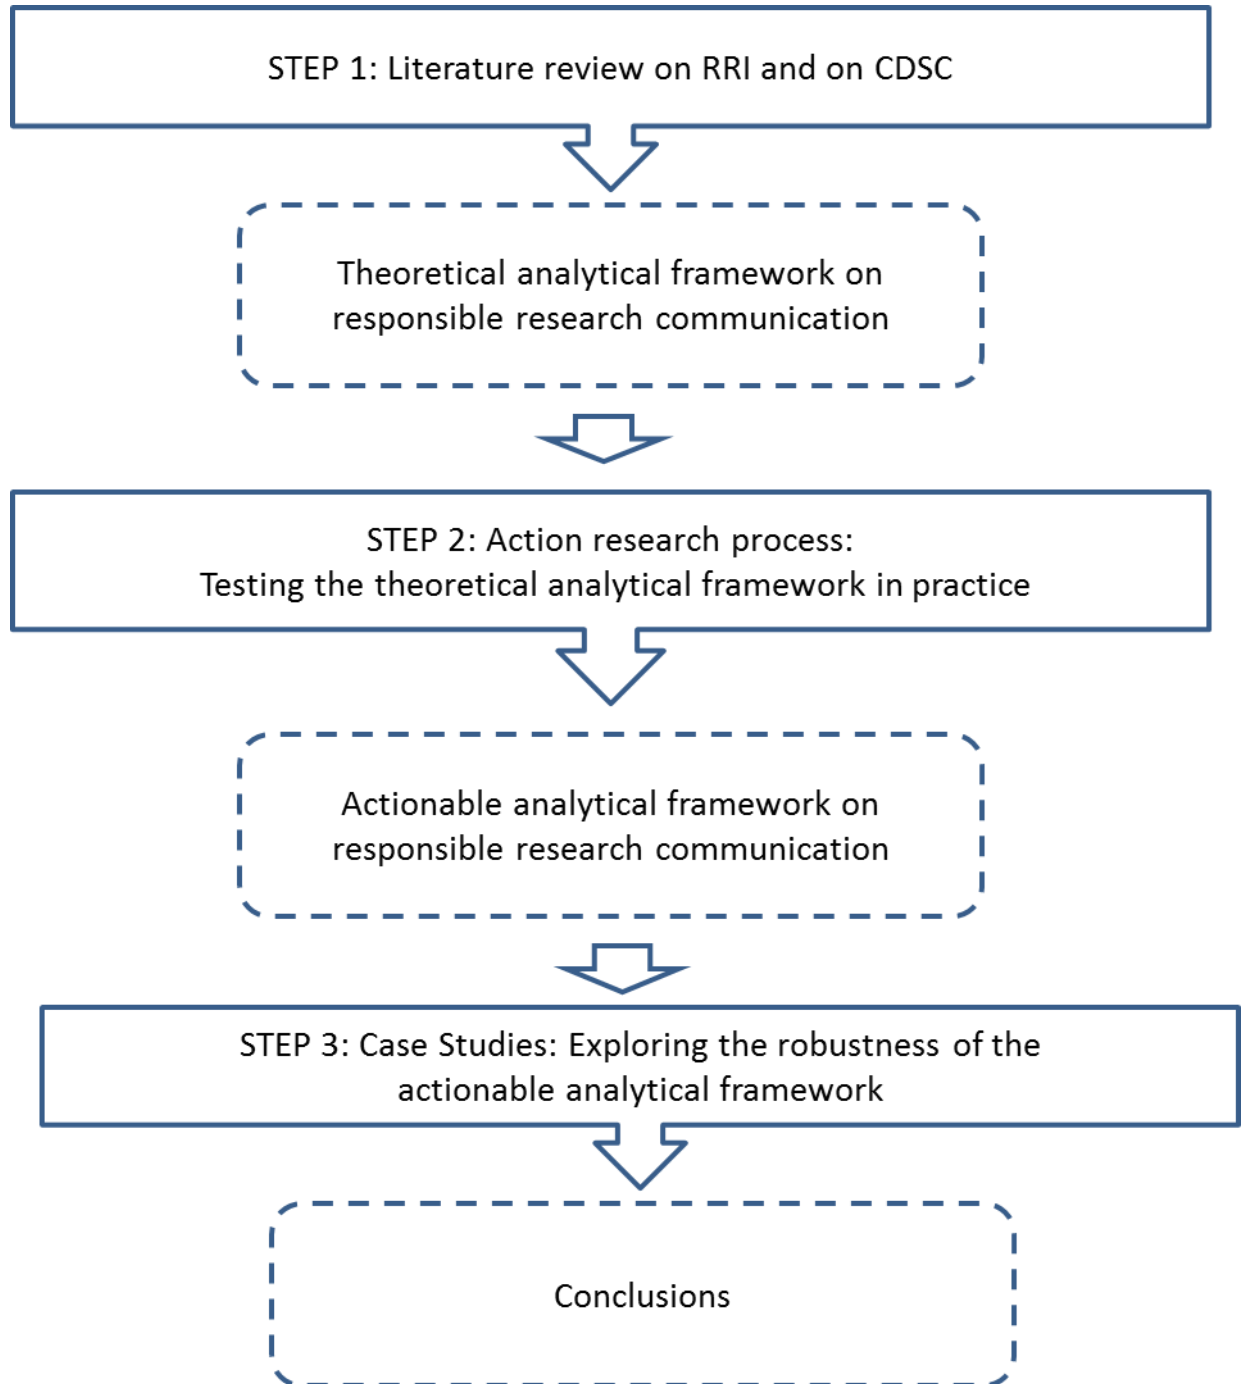 STEP 1: Literature review on RRI and on CDSC
Theoretical analytical framework on
responsible research communication
STEP 2: Action research process:
Testing the theoretical analytical framework in practice
Actionable analytical framework on
responsible research communication
STEP 3: Case Studies: Exploring the robustness of the
actionable analytical framework
Conclusions